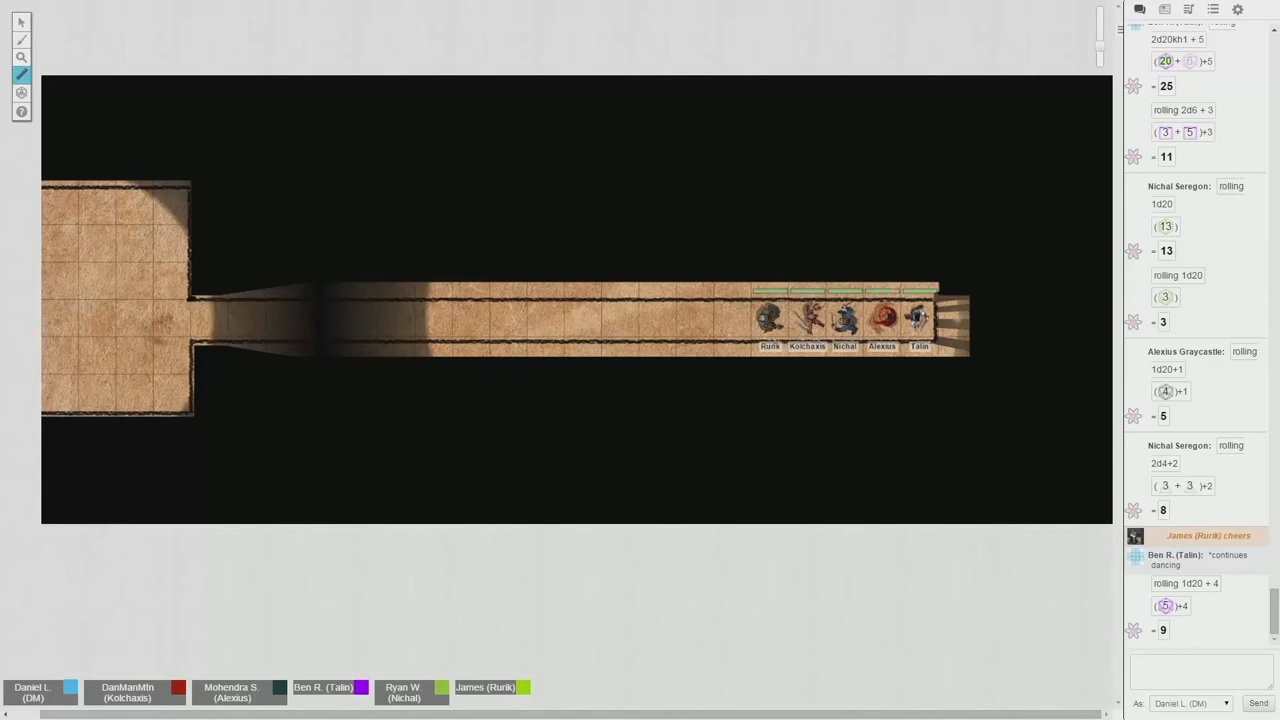 Rurik Kolchaxis Nichal Alexius Talin
2d20kh1 + 5
(20 + 6)+5
= 25
rolling 2d6 + 3
(3 + 5)+3
= 11
Nichal Seregon: rolling
1d20
(13)
= 13
rolling 1d20
(3)
= 3
Alexius Graycastle: rolling
1d20+1
(4)+1
= 5
Nichal Seregon: rolling
2d4+2
(3 + 3)+2
= 8
James (Rurik) cheers
Ben R. (Talin): *continues
dancing
rolling 1d20 + 4
(5)+4
= 9
Daniel L.
(DM)
DanManMtn
(Kolchaxis)
Mohendra S.
(Alexius)
Ben R. (Talin)
Ryan W.
(Nichal)
James (Rurik)
As: Daniel L. (DM) Send